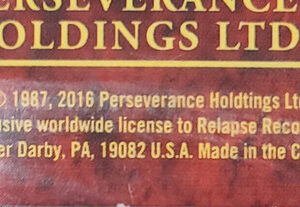 PERSEVERANCE
OLDINGS LTD
© 1987, 2016 Perseverance Holdtings Lt
usive worldwide license to Relapse Reco
er Darby, PA, 19082 U.S.A. Made in the C